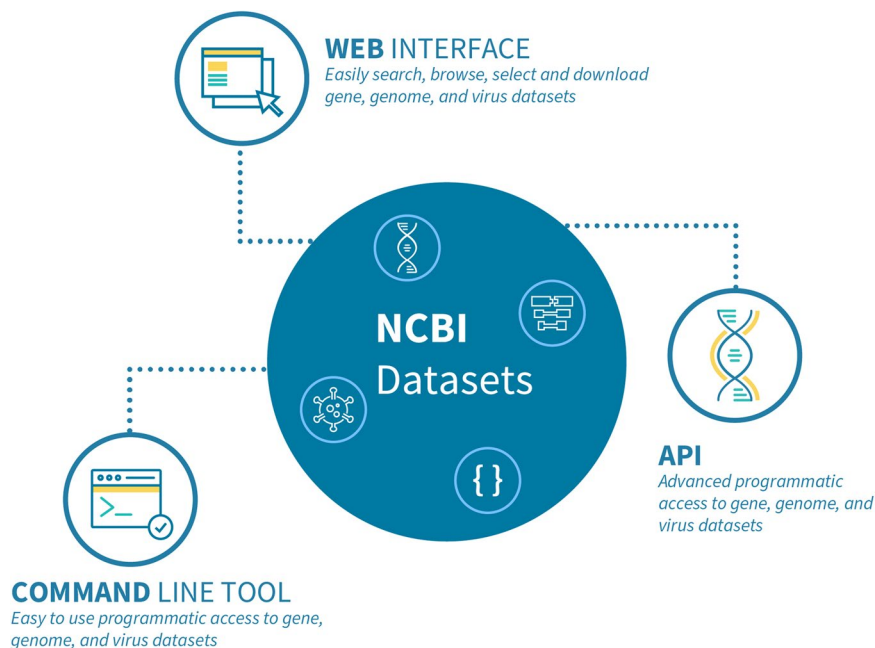 WEB INTERFACE
Easily search, browse, select and download
gene, genome, and virus datasets
NCBI
Datasets
{ }
API
Advanced programmatic
access to gene, genome, and
virus datasets
COMMAND LINE TOOL
Easy to use programmatic access to gene,
genome, and virus datasets